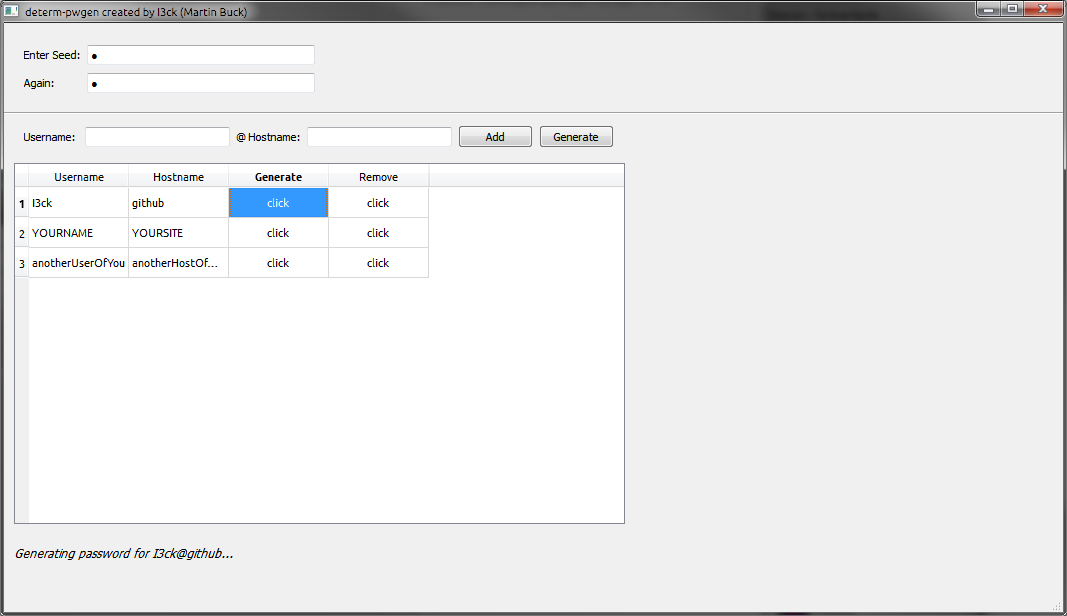 determ-pwgen created by l3ck (Martin Buck)
Enter Seed: ●
Again: ●
Username: @ Hostname: Add Generate
Username Hostname Generate Remove
1 l3ck github click click
2 YOURNAME YOURSITE click click
3 anotherUserOfYou anotherHostOf... click click
Generating password for l3ck@github...